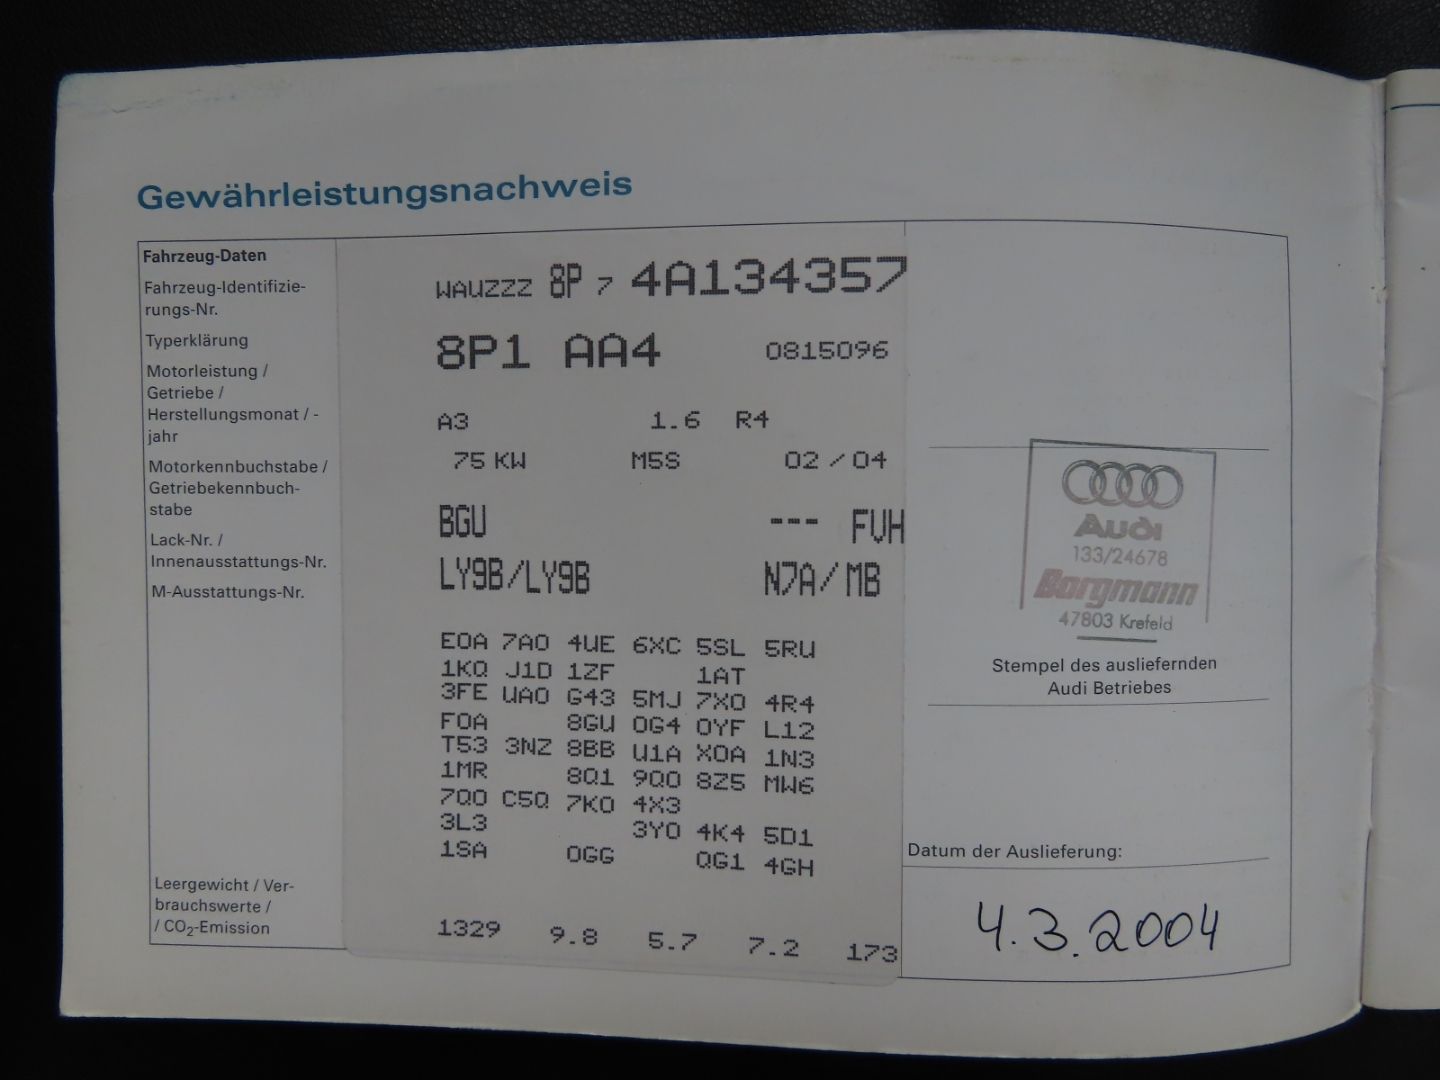 Gewährleistungsnachweis
Fahrzeug-Daten
Fahrzeug-Identifizie-
rungs-Nr.
Typerklärung
Motorleistung /
Getriebe /
Herstellungsmonat / -
jahr
Motorkennbuchstabe /
Getriebekennbuch-
stabe
Lack-Nr. /
Innenausstattungs-Nr.
M-Ausstattungs-Nr.
Leergewicht / Ver-
brauchswerte /
/ CO₂-Emission
WAUZZZ 8P 7 4A134357
8P1 AA4 0815096
A3 1.6 R4
75 KW M5S 02 / 04
BGU --- FVH
LY9B/LY9B N7A/MB
E0A 7A0 4UE 6XC 5SL 5RU
1KQ J1D 1ZF 1AT
3FE UA0 G43 5MJ 7X0 4R4
F0A 8GU 0G4 0YF L12
T53 3NZ 8BB U1A X0A 1N3
1MR 8Q1 9Q0 8Z5 MW6
7Q0 C5Q 7K0 4X3
3L3 3Y0 4K4 5D1
1SA 0GG QG1 4GH
1329 9.8 5.7 7.2 173
Audi
133/24678
Borgmann
47803 Krefeld
Stempel des ausliefernden
Audi Betriebes
Datum der Auslieferung:
4.3.2004